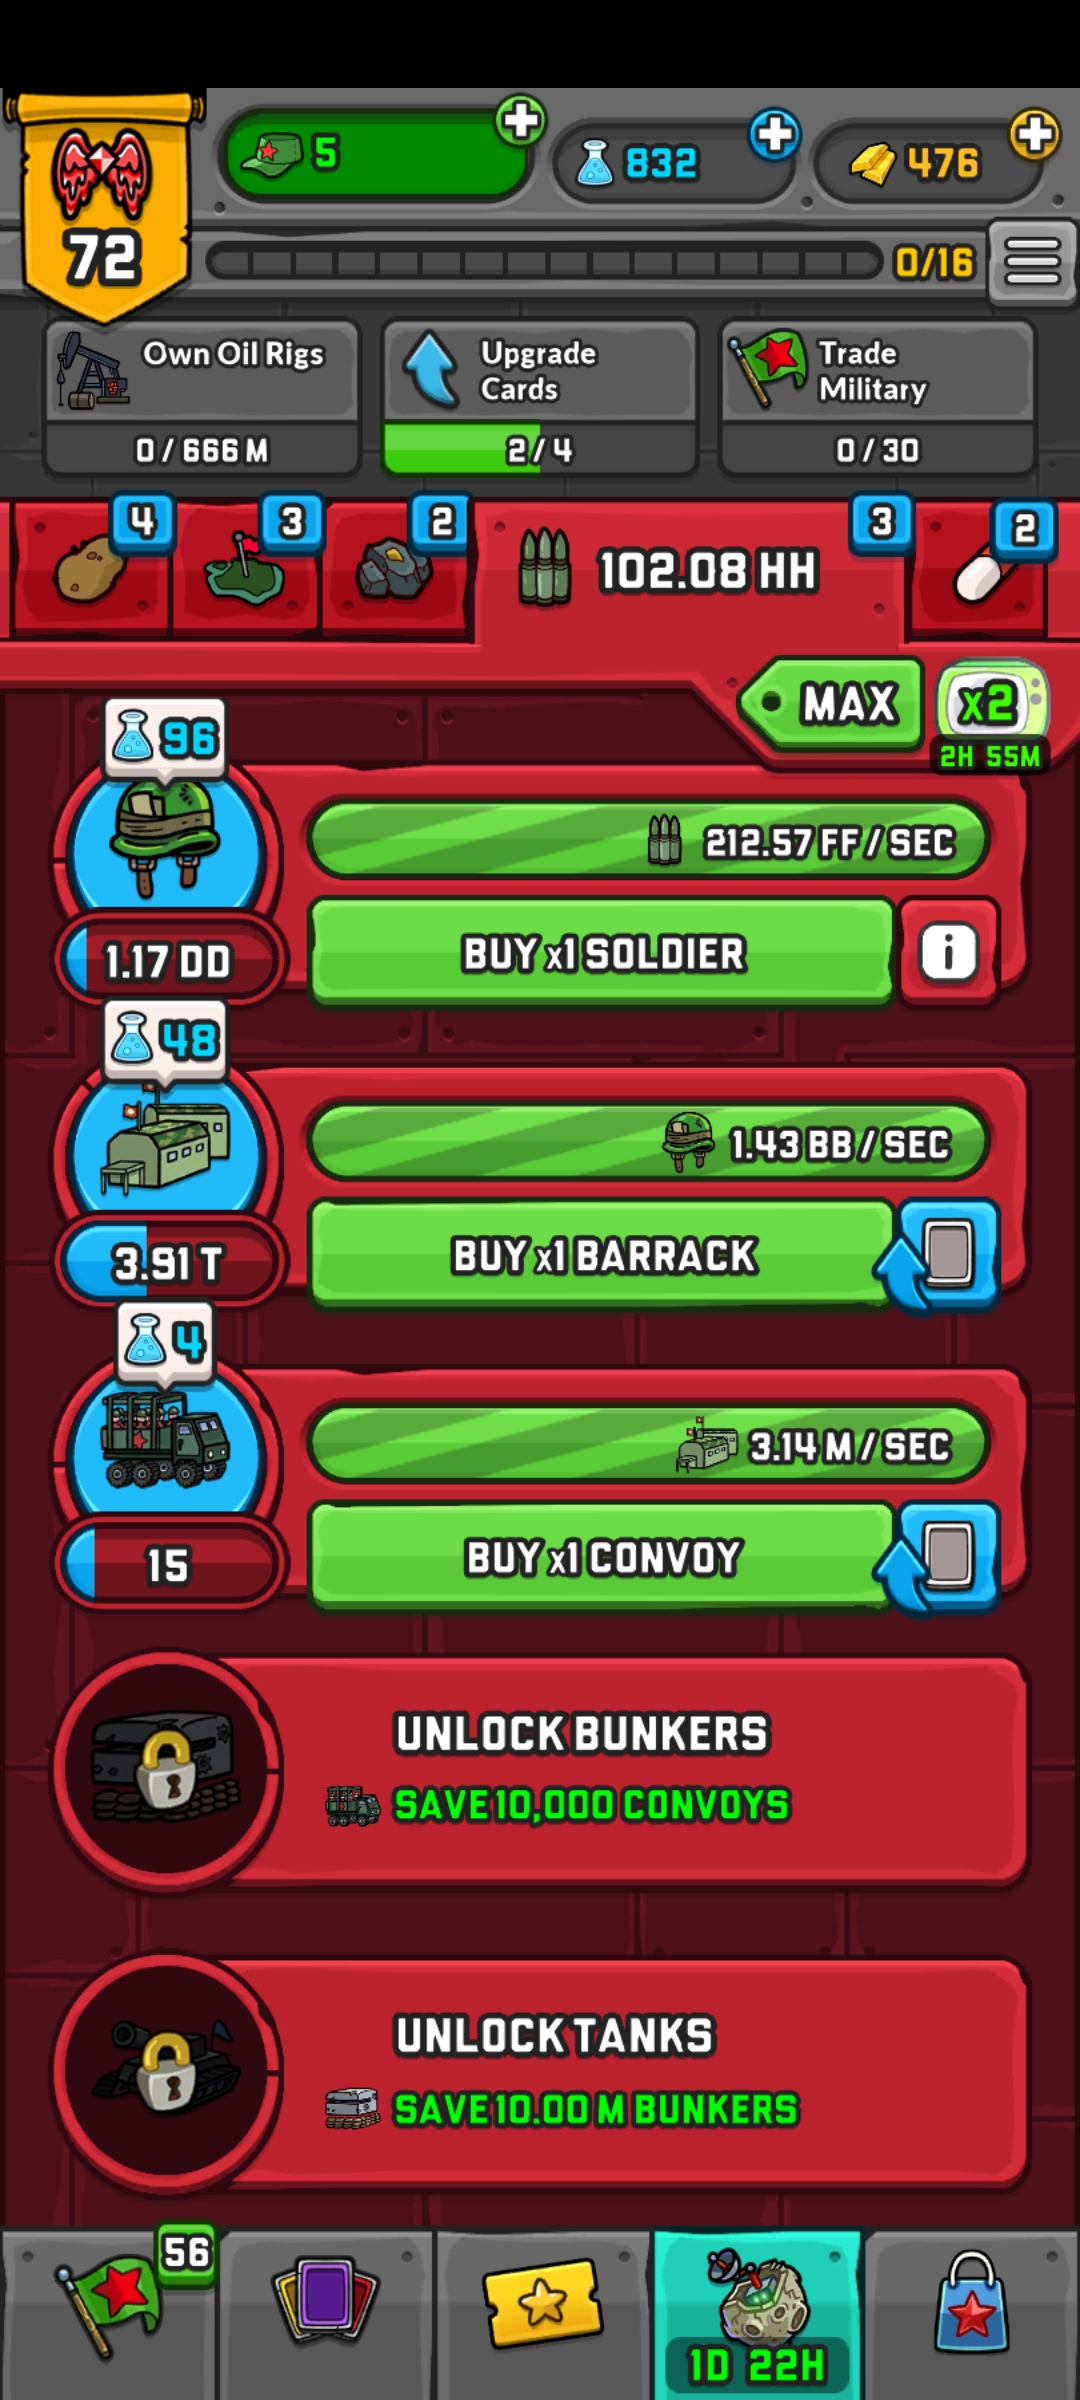 5
832
476
72
0/16
Own Oil Rigs
0 / 666 M
Upgrade
Cards
2 / 4
Trade
Military
0 / 30
4
3
2
102.08 HH
3
2
MAX
x2
2H 55M
96
212.57 FF / SEC
BUY x1 SOLDIER
i
1.17 DD
48
1.43 BB / SEC
BUY x1 BARRACK
3.91 T
4
3.14 M / SEC
BUY x1 CONVOY
15
UNLOCK BUNKERS
SAVE 10,000 CONVOYS
UNLOCK TANKS
SAVE 10.00 M BUNKERS
56
1D 22H